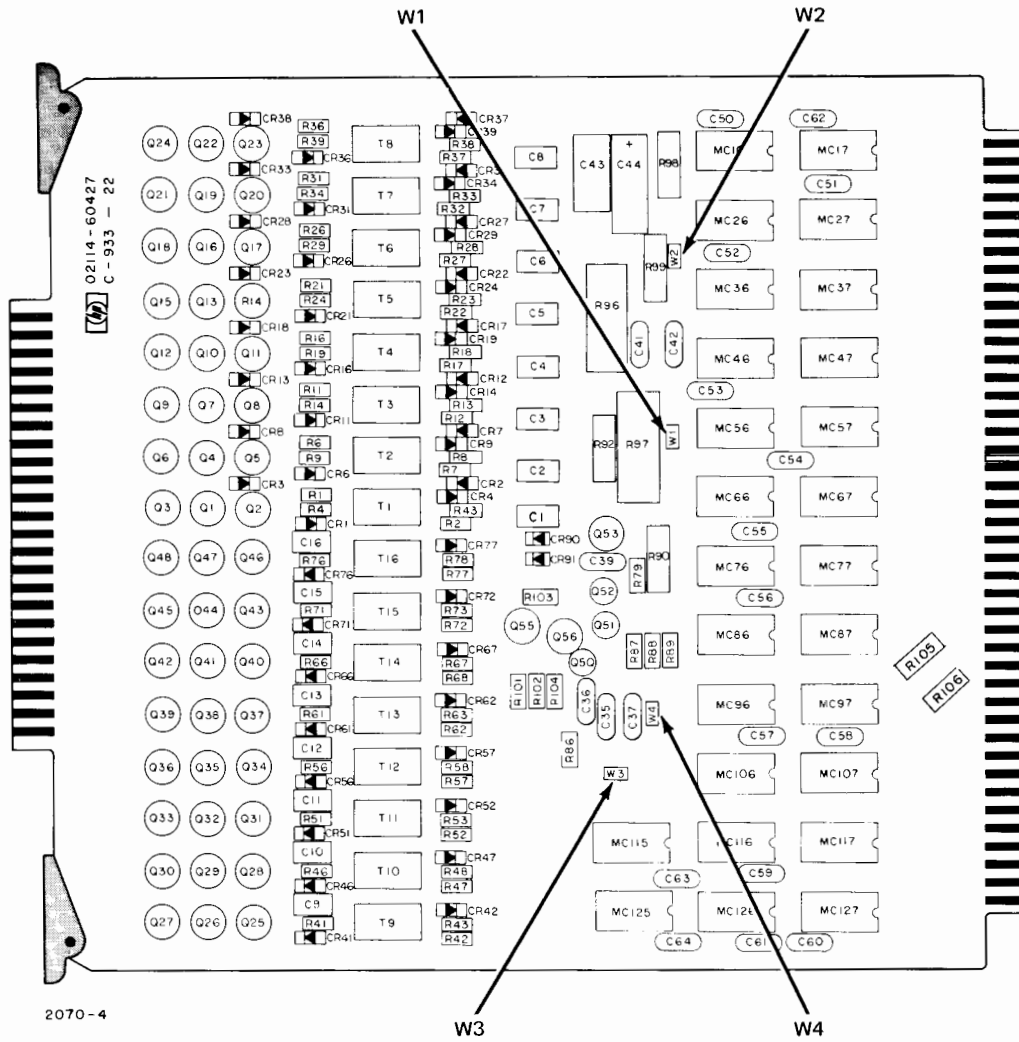 W1 W2
hp 02114-60427
C-933-22
CR38 R36 CR37 C50 C62
Q24 Q22 Q23 R39 T8 CR39 R38 C8 C43 + C44 R98 MC17
CR36 R37
CR33 R31 CR34 C51
Q21 Q19 Q20 R34 T7 R33 C7 MC26 MC27
CR31 R32
CR28 R26 CR27
Q18 Q16 Q17 R29 T6 CR29 R28 C6 R99 W2 C52
CR26 R27
CR23 R21 CR22
Q15 Q13 R14 R24 T5 CR24 R23 C5 R96 MC36 MC37
CR21 R22
CR18 R16 CR17
Q12 Q10 Q11 R19 T4 CR19 R18 C4 C41 C42 MC46 MC47
CR16 R17
CR13 R11 CR12 C53
Q9 Q7 Q8 R14 T3 CR14 R13 C3 R92 R97 W1 MC56 MC57
CR11 R12
CR8 R6 CR7 C54
Q6 Q4 Q5 R9 T2 CR9 R8 C2
CR6 R7
CR3 R1 CR2
Q3 Q1 Q2 R4 T1 CR4 R43 C1 MC66 MC67
CR1 R2 C55
C16 CR90 Q53
Q48 Q47 Q46 R76 T16 CR77 R78 CR91 C39 R79 R90 MC76 MC77
CR76 R77
C15 CR72 R103 Q52 C56
Q45 Q44 Q43 R71 T15 R73 Q55 Q51
CR71 R72
C14 CR67 Q56 R87 R88 R89 MC86 MC87
Q42 Q41 Q40 R66 T14 R67 Q50 R105
CR66 R68
C13 CR62 R101 R102 R104 C36 C35 C37 W4 MC96 MC97 R106
Q39 Q38 Q37 R61 T13 R63
CR61 R62 C57 C58
C12 CR57 R86
Q36 Q35 Q34 R56 T12 R58 W3 MC106 MC107
CR56 R57
C11 CR52
Q33 Q32 Q31 R51 T11 R53 MC115 MC117
CR51 R52
C10 CR47
Q30 Q29 Q28 R46 T10 R48 C63 C59
CR46 R47
C9 CR42
Q27 Q26 Q25 R41 T9 R43 MC125 MC127
CR41 R42 C64 C61 C60
2070-4
W3 W4